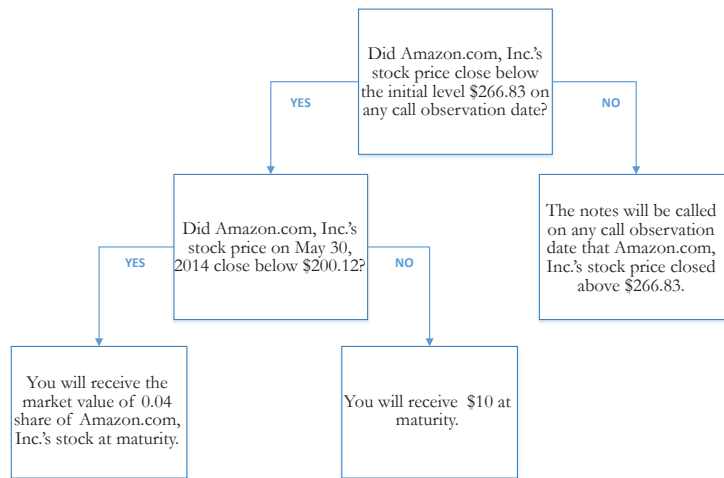 Did Amazon.com, Inc.'s
stock price close below
the initial level $266.83 on
any call observation date?
YES
NO
Did Amazon.com, Inc.'s
stock price on May 30,
2014 close below $200.12?
The notes will be called
on any call observation
date that Amazon.com,
Inc.'s stock price closed
above $266.83.
YES
NO
You will receive the
market value of 0.04
share of Amazon.com,
Inc.'s stock at maturity.
You will receive $10 at
maturity.